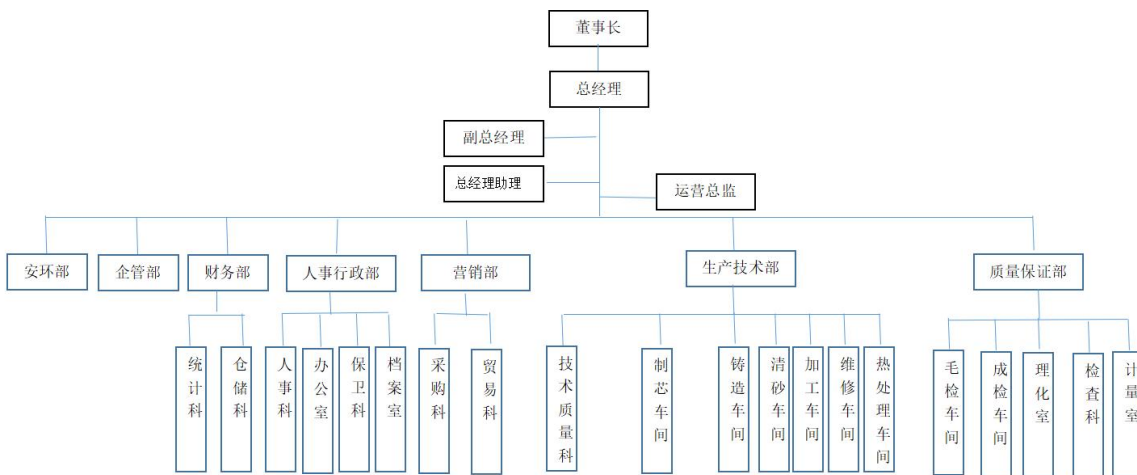 董事长
总经理
副总经理
总经理助理
运营总监
安环部
企管部
财务部
人事行政部
营销部
生产技术部
质量保证部
统计科
仓储科
人事科
办公室
保卫科
档案室
采购科
贸易科
技术质量科
制芯车间
铸造车间
清砂车间
加工车间
维修车间
热处理车间
毛检车间
成检车间
理化室
检查科
计量室